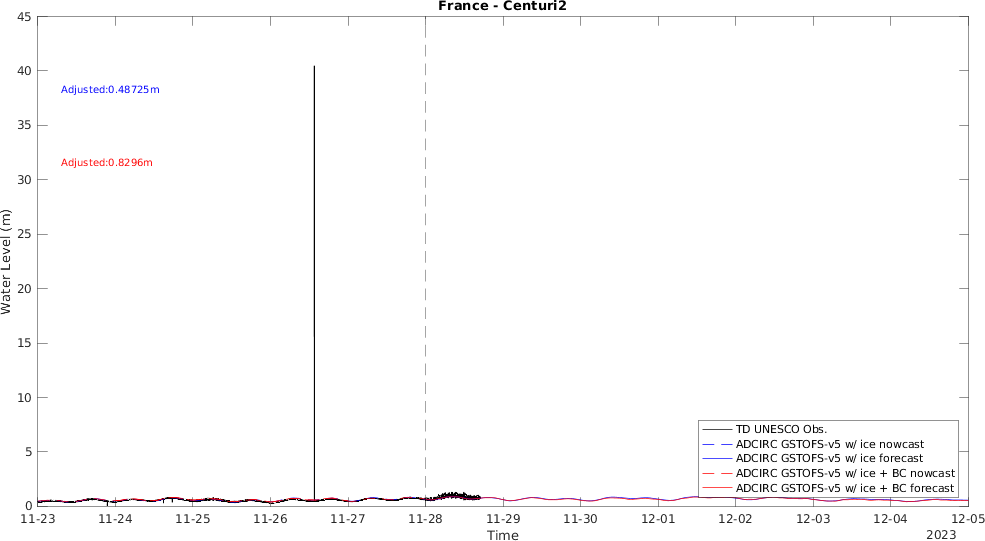 France - Centuri2
45
40
35
30
25
20
15
10
5
0
Water Level (m)
Adjusted:0.48725m
Adjusted:0.8296m
TD UNESCO Obs.
ADCIRC GSTOFS-v5 w/ ice nowcast
ADCIRC GSTOFS-v5 w/ ice forecast
ADCIRC GSTOFS-v5 w/ ice + BC nowcast
ADCIRC GSTOFS-v5 w/ ice + BC forecast
11-23 11-24 11-25 11-26 11-27 11-28 11-29 11-30 12-01 12-02 12-03 12-04 12-05
Time
2023